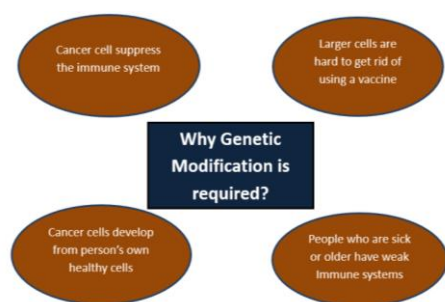 Cancer cell suppress
the immune system
Larger cells are
hard to get rid of
using a vaccine
Why Genetic
Modification is
required?
Cancer cells develop
from person's own
healthy cells
People who are sick
or older have weak
Immune systems